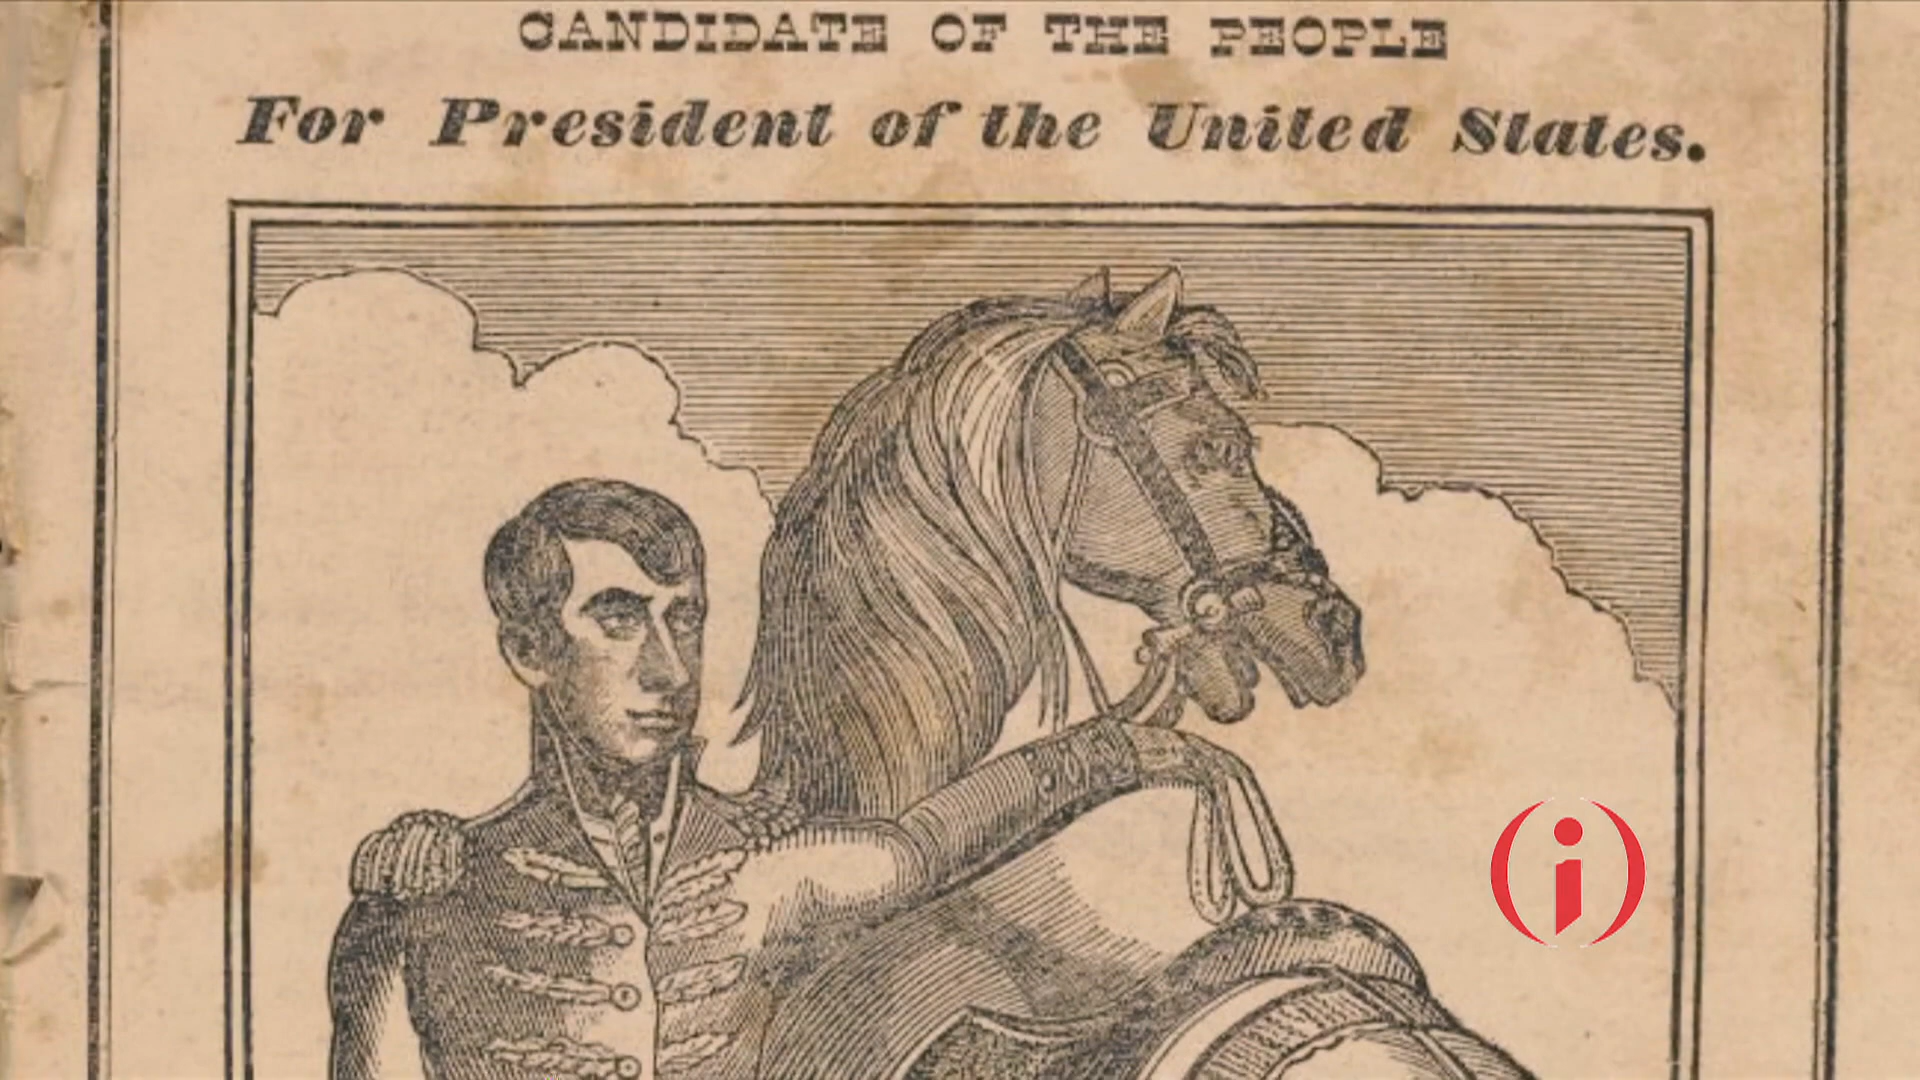 CANDIDATE OF THE PEOPLE
For President of the United States.
i